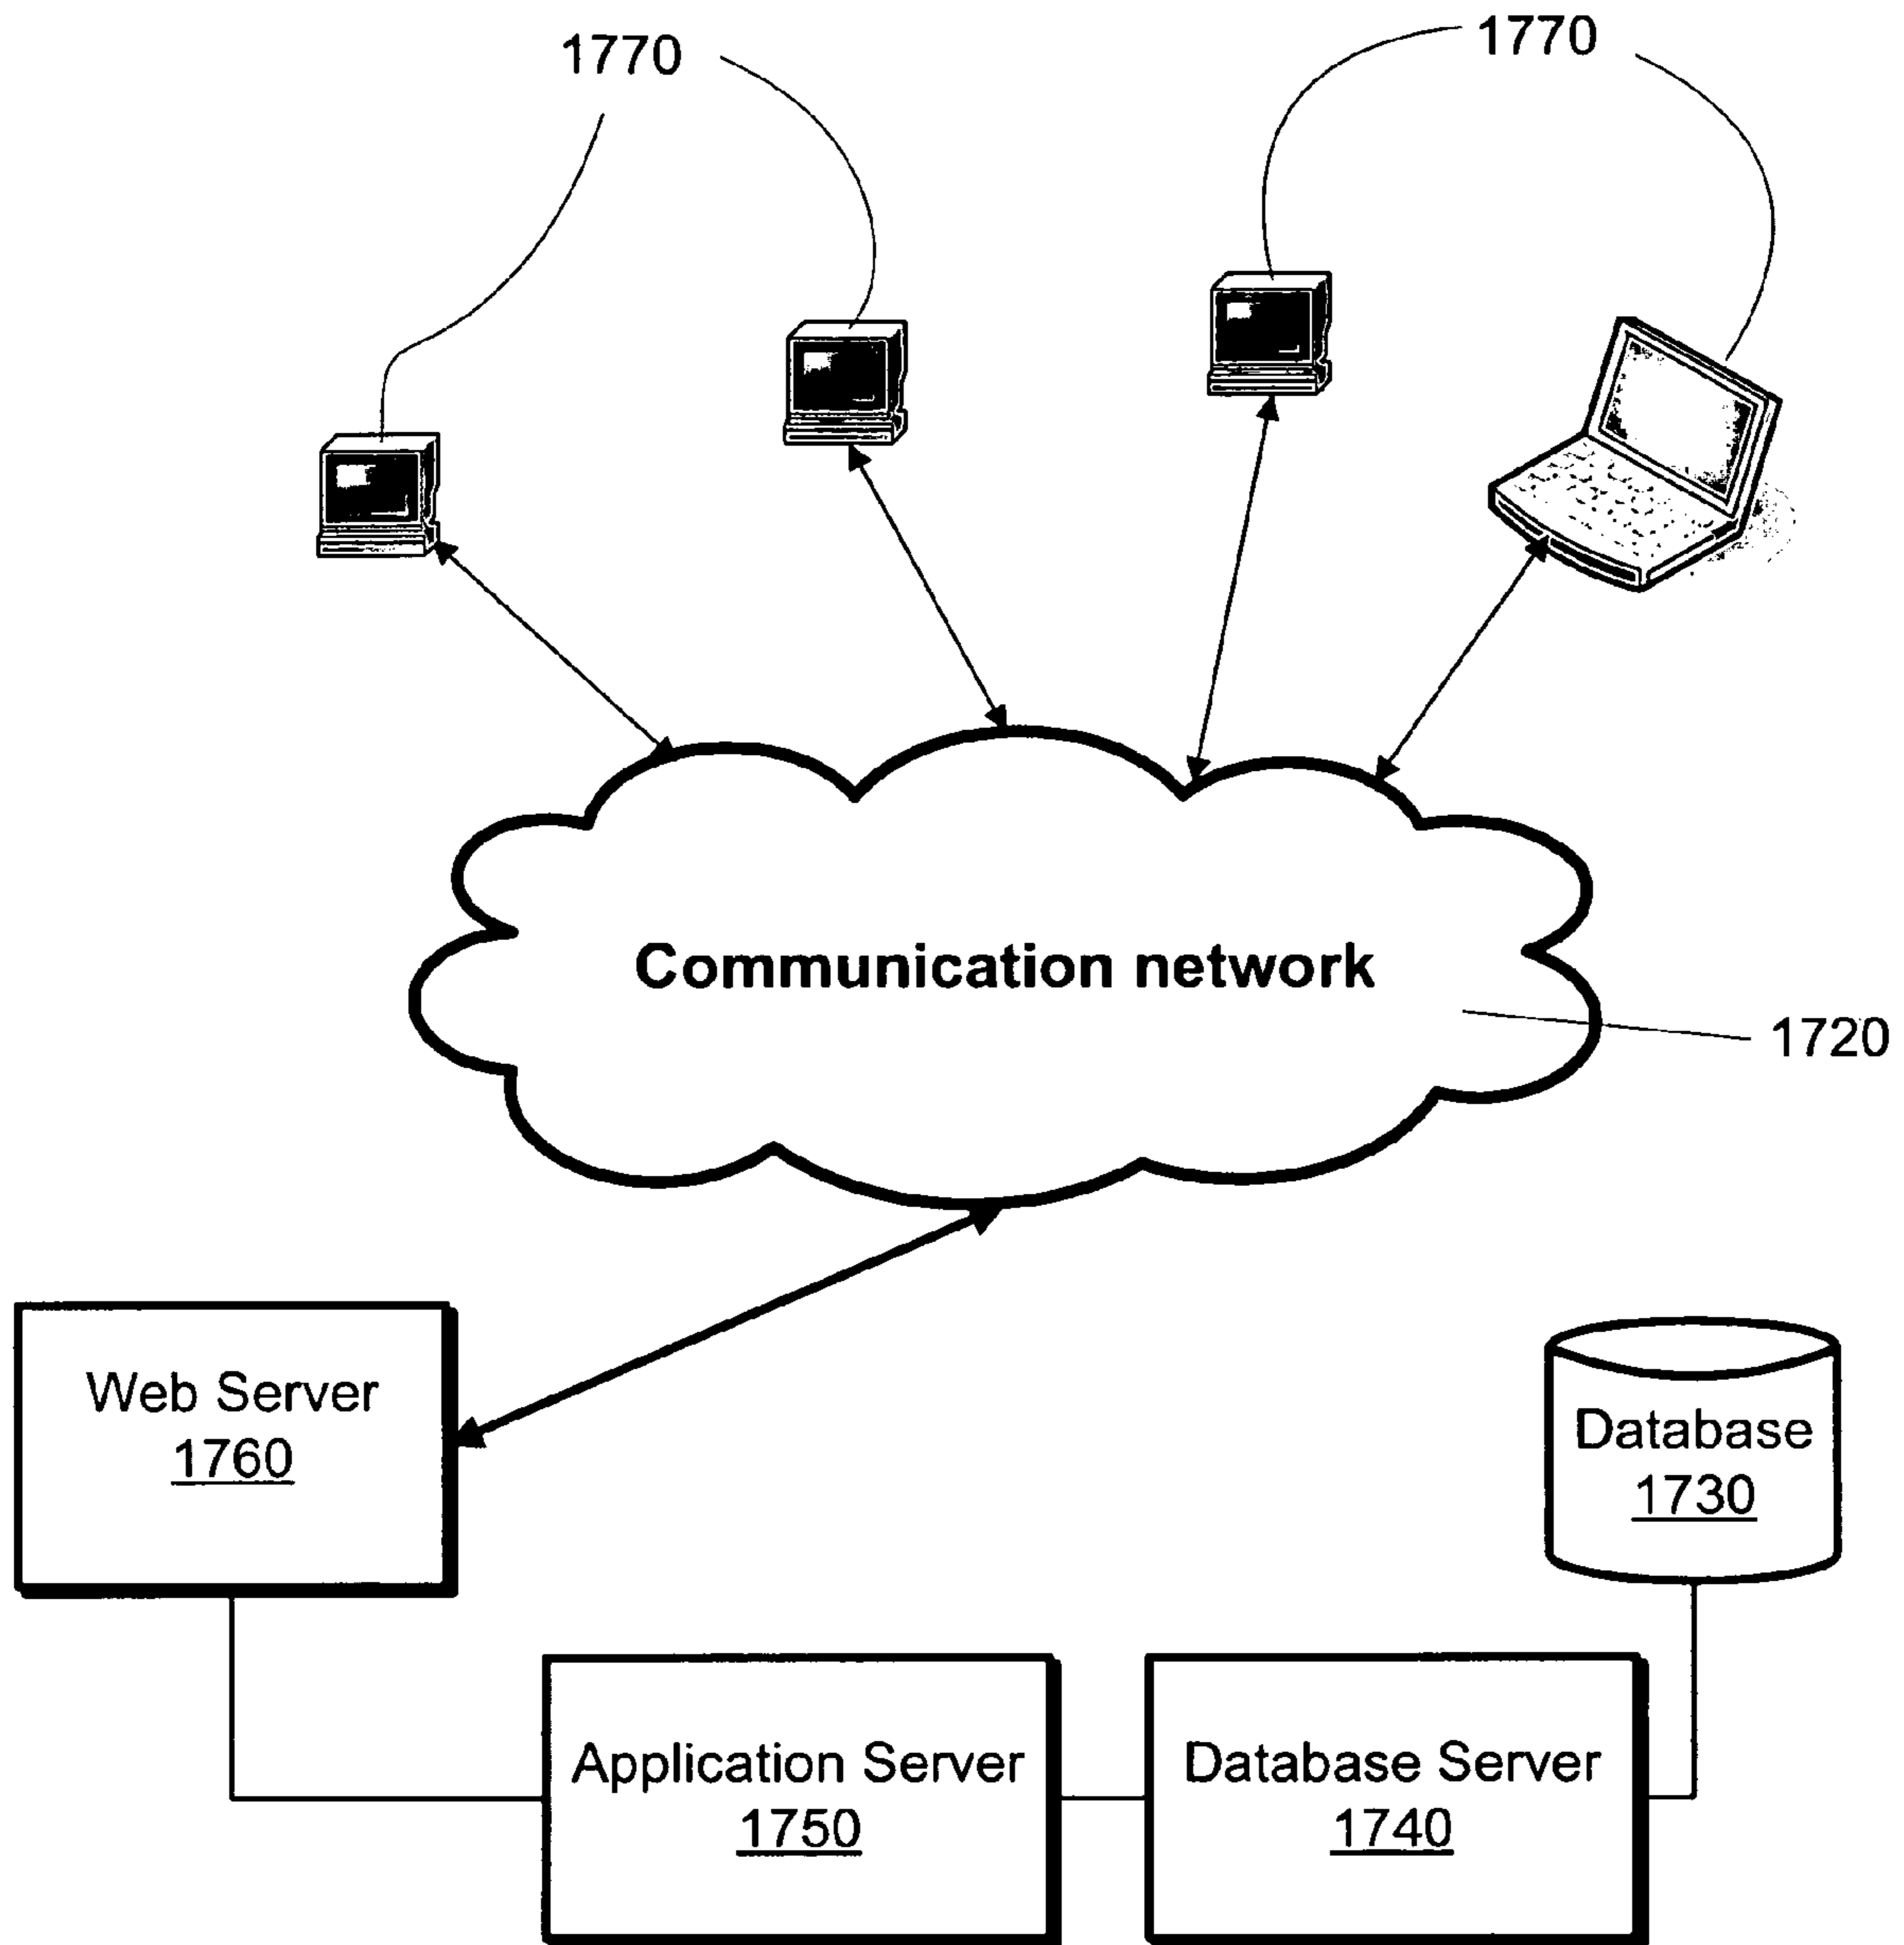 1770
1770
Communication network
1720
Web Server
1760
Database
1730
Application Server
1750
Database Server
1740